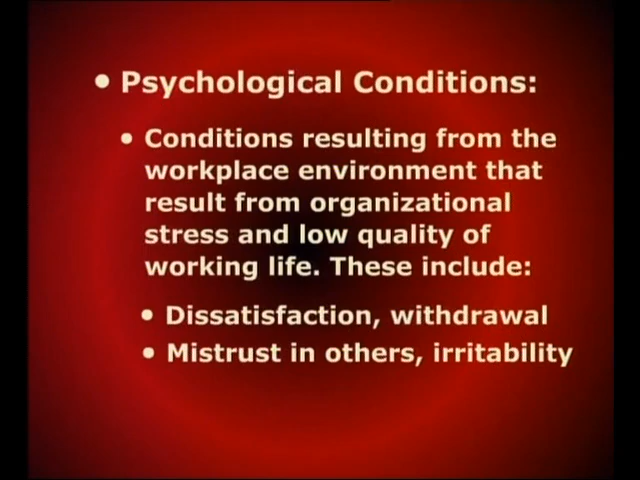 • Psychological Conditions:
• Conditions resulting from the
workplace environment that
result from organizational
stress and low quality of
working life. These include:
• Dissatisfaction, withdrawal
• Mistrust in others, irritability